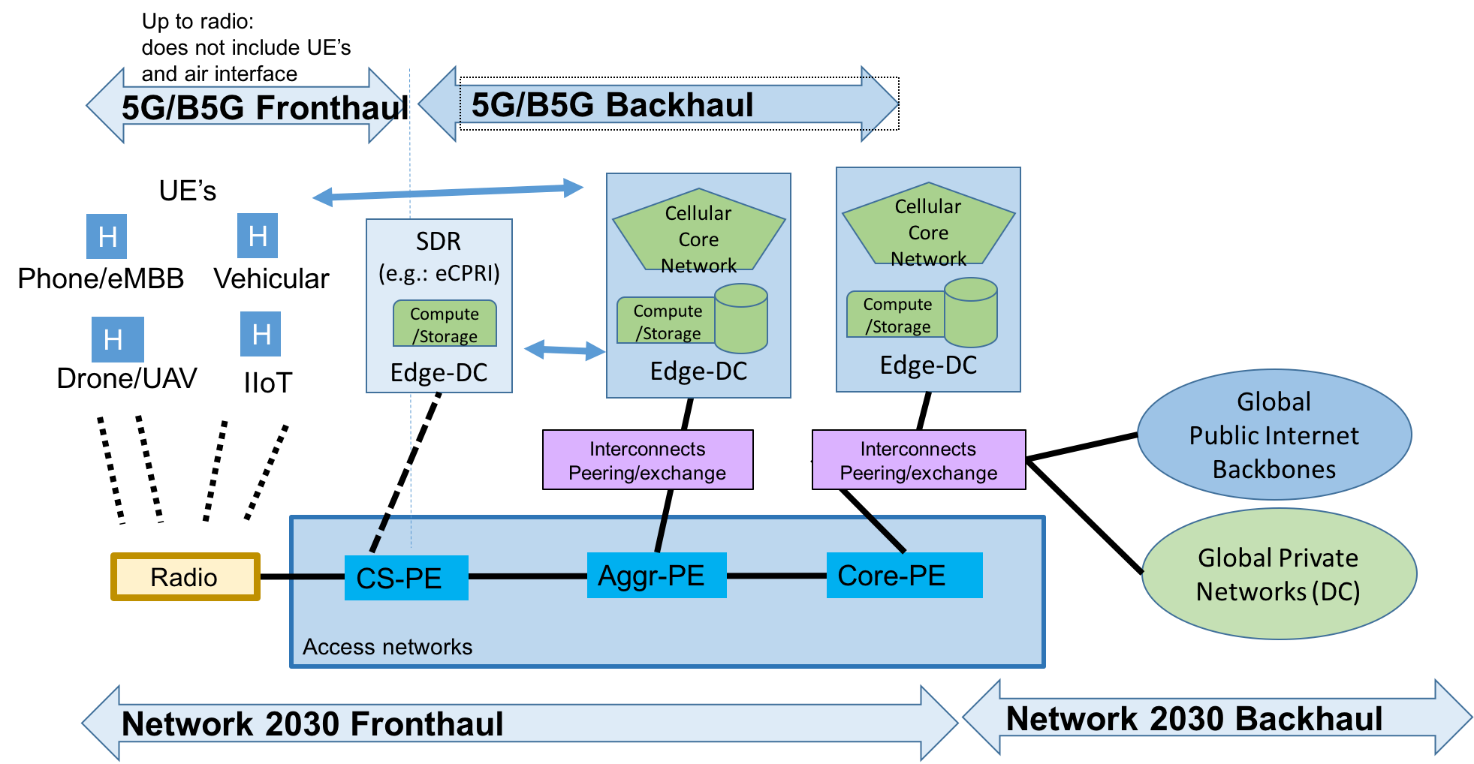 Up to radio:
does not include UE's
and air interface
5G/B5G Fronthaul
5G/B5G Backhaul
UE's
H
H
Phone/eMBB
Vehicular
H
H
Drone/UAV
IIoT
SDR
(e.g.: eCPRI)
Compute
/Storage
Edge-DC
Cellular
Core
Network
Compute
/Storage
Edge-DC
Cellular
Core
Network
Compute
/Storage
Edge-DC
Interconnects
Peering/exchange
Interconnects
Peering/exchange
Global
Public Internet
Backbones
Global Private
Networks (DC)
Radio
CS-PE
Aggr-PE
Core-PE
Access networks
Network 2030 Fronthaul
Network 2030 Backhaul